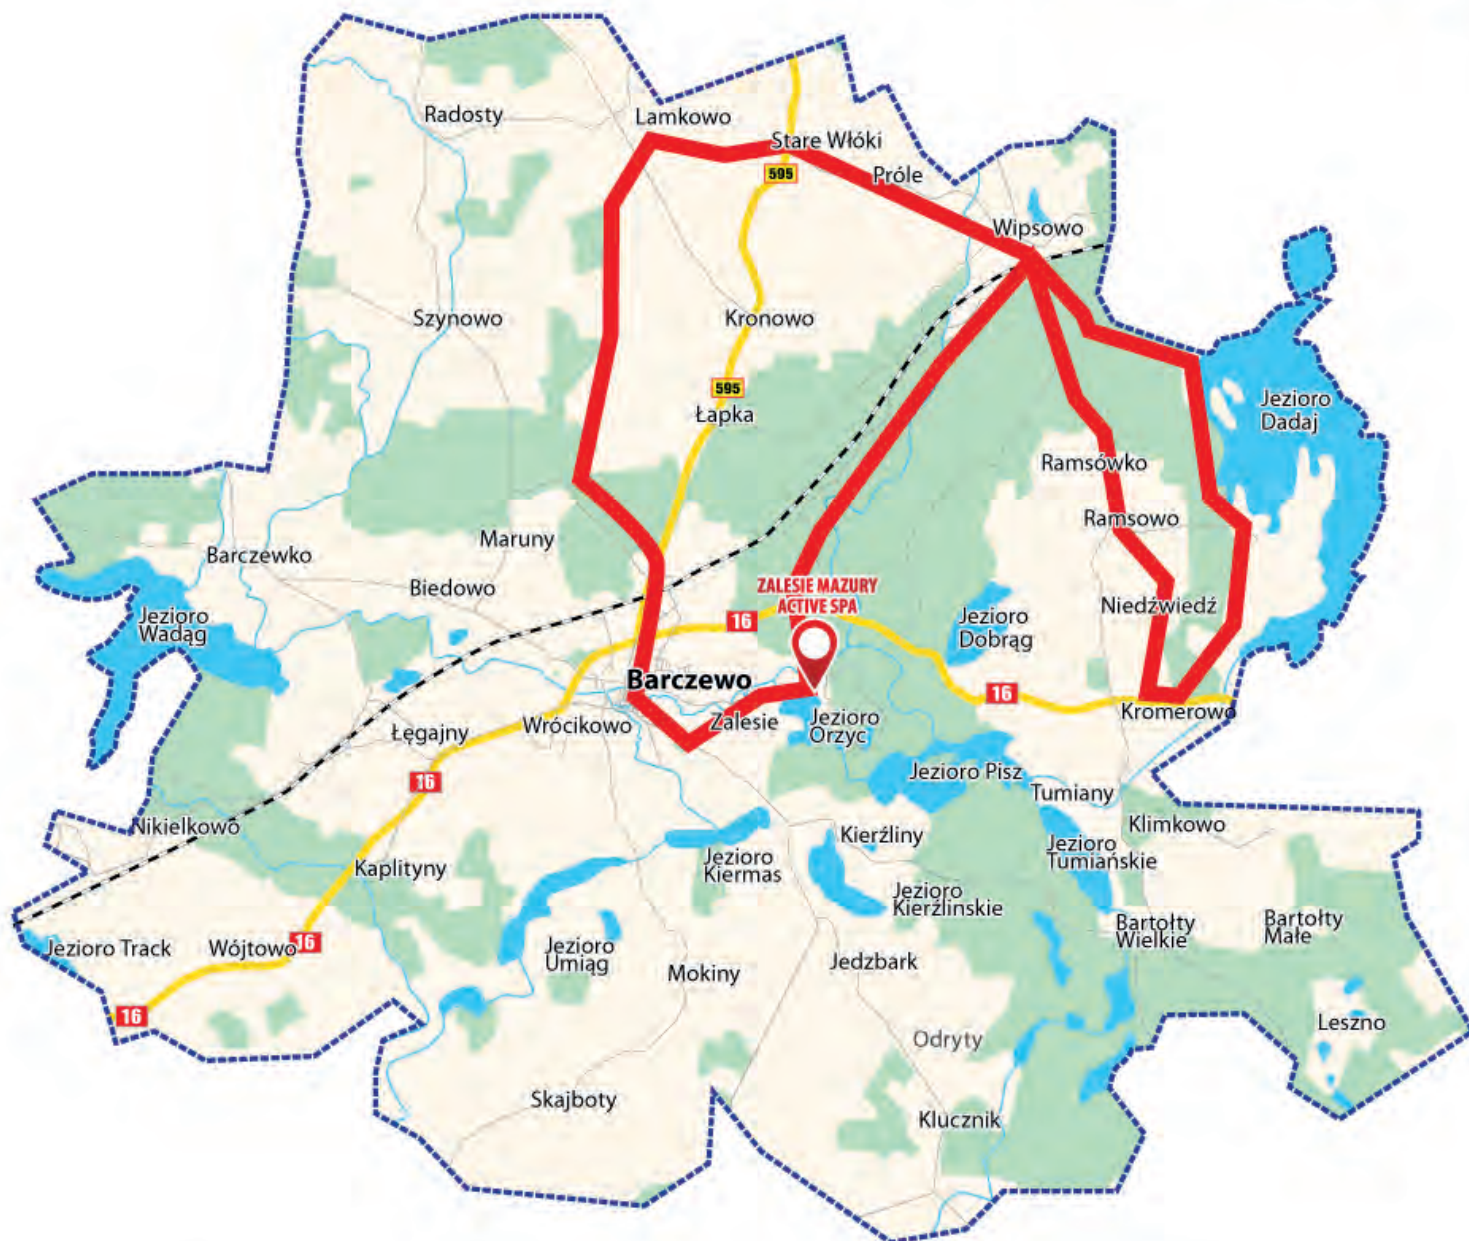 Radosty
Lamkowo
Stare Włóki
595
Próle
Wipsowo
Szynowo
Kronowo
595
Łapka
Jezioro
Dadaj
Ramsówko
Ramsowo
Maruny
Barczewko
Biedowo
ZALESIE MAZURY
ACTIVE SPA
Niedźwiedź
Jezioro
Wadąg
16
Jezioro
Dobrąg
Barczewo
16
Kromerowo
Zalesie
Jezioro
Orzyc
Wrócikowo
Łęgajny
16
Jezioro Pisz
Tumiany
Nikielkowo
Klimkowo
Kierźliny
Jezioro
Tumiańskie
Kaplityny
Jezioro
Kiermas
Jezioro
Kierźlinskie
Bartołty
Wielkie
Bartołty
Małe
Jezioro Track
Wójtowo
16
Jezioro
Umiąg
Mokiny
Jedzbark
16
Leszno
Odryty
Skajboty
Klucznik